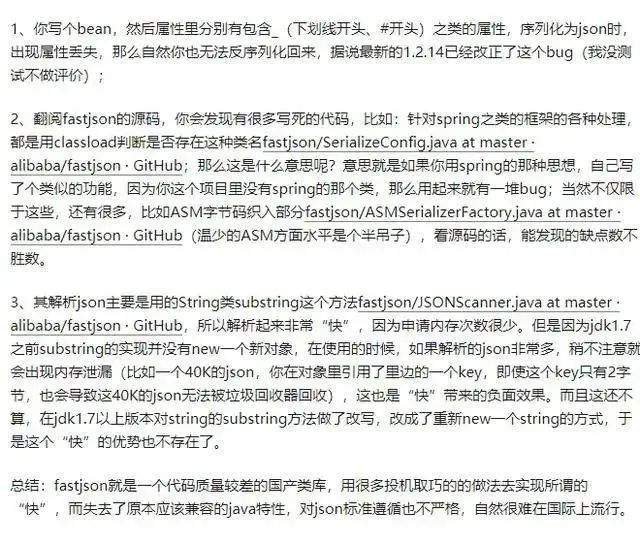 1、你写个bean，然后属性里分别有包含_（下划线开头、#开头）之类的属性，序列化为json时，
出现属性丢失，那么自然你也无法反序列化回来，据说最新的1.2.14已经改正了这个bug（我没测
试不做评价）；
2、翻阅fastjson的源码，你会发现有很多写死的代码，比如：针对spring之类的框架的各种处理，
都是用classload判断是否存在这种类名fastjson/SerializeConfig.java at master ·
alibaba/fastjson · GitHub；那么这是什么意思呢？意思就是如果你用spring的那种思想，自己写
了个类似的功能，因为你这个项目里没有spring的那个类，那么用起来就有一堆bug；当然不仅限
于这些，还有很多，比如ASM字节码织入部分fastjson/ASMSerializerFactory.java at master ·
alibaba/fastjson · GitHub（温少的ASM方面水平是个半吊子），看源码的话，能发现的缺点数不
胜数。
3、其解析json主要是用的String类substring这个方法fastjson/JSONScanner.java at master ·
alibaba/fastjson · GitHub，所以解析起来非常“快”，因为申请内存次数很少。但是因为jdk1.7
之前substring的实现并没有new一个新对象，在使用的时候，如果解析的json非常多，稍不注意就
会出现内存泄漏（比如一个40K的json，你在对象里引用了里边的一个key，即使这个key只有2字
节，也会导致这40K的json无法被垃圾回收器回收），这也是“快”带来的负面效果。而且这还不
算，在jdk1.7以上版本对string的substring方法做了改写，改成了重新new一个string的方式，于
是这个“快”的优势也不存在了。
总结：fastjson就是一个代码质量较差的国产类库，用很多投机取巧的的做法去实现所谓的
“快”，而失去了原本应该兼容的java特性，对json标准遵循也不严格，自然很难在国际上流行。